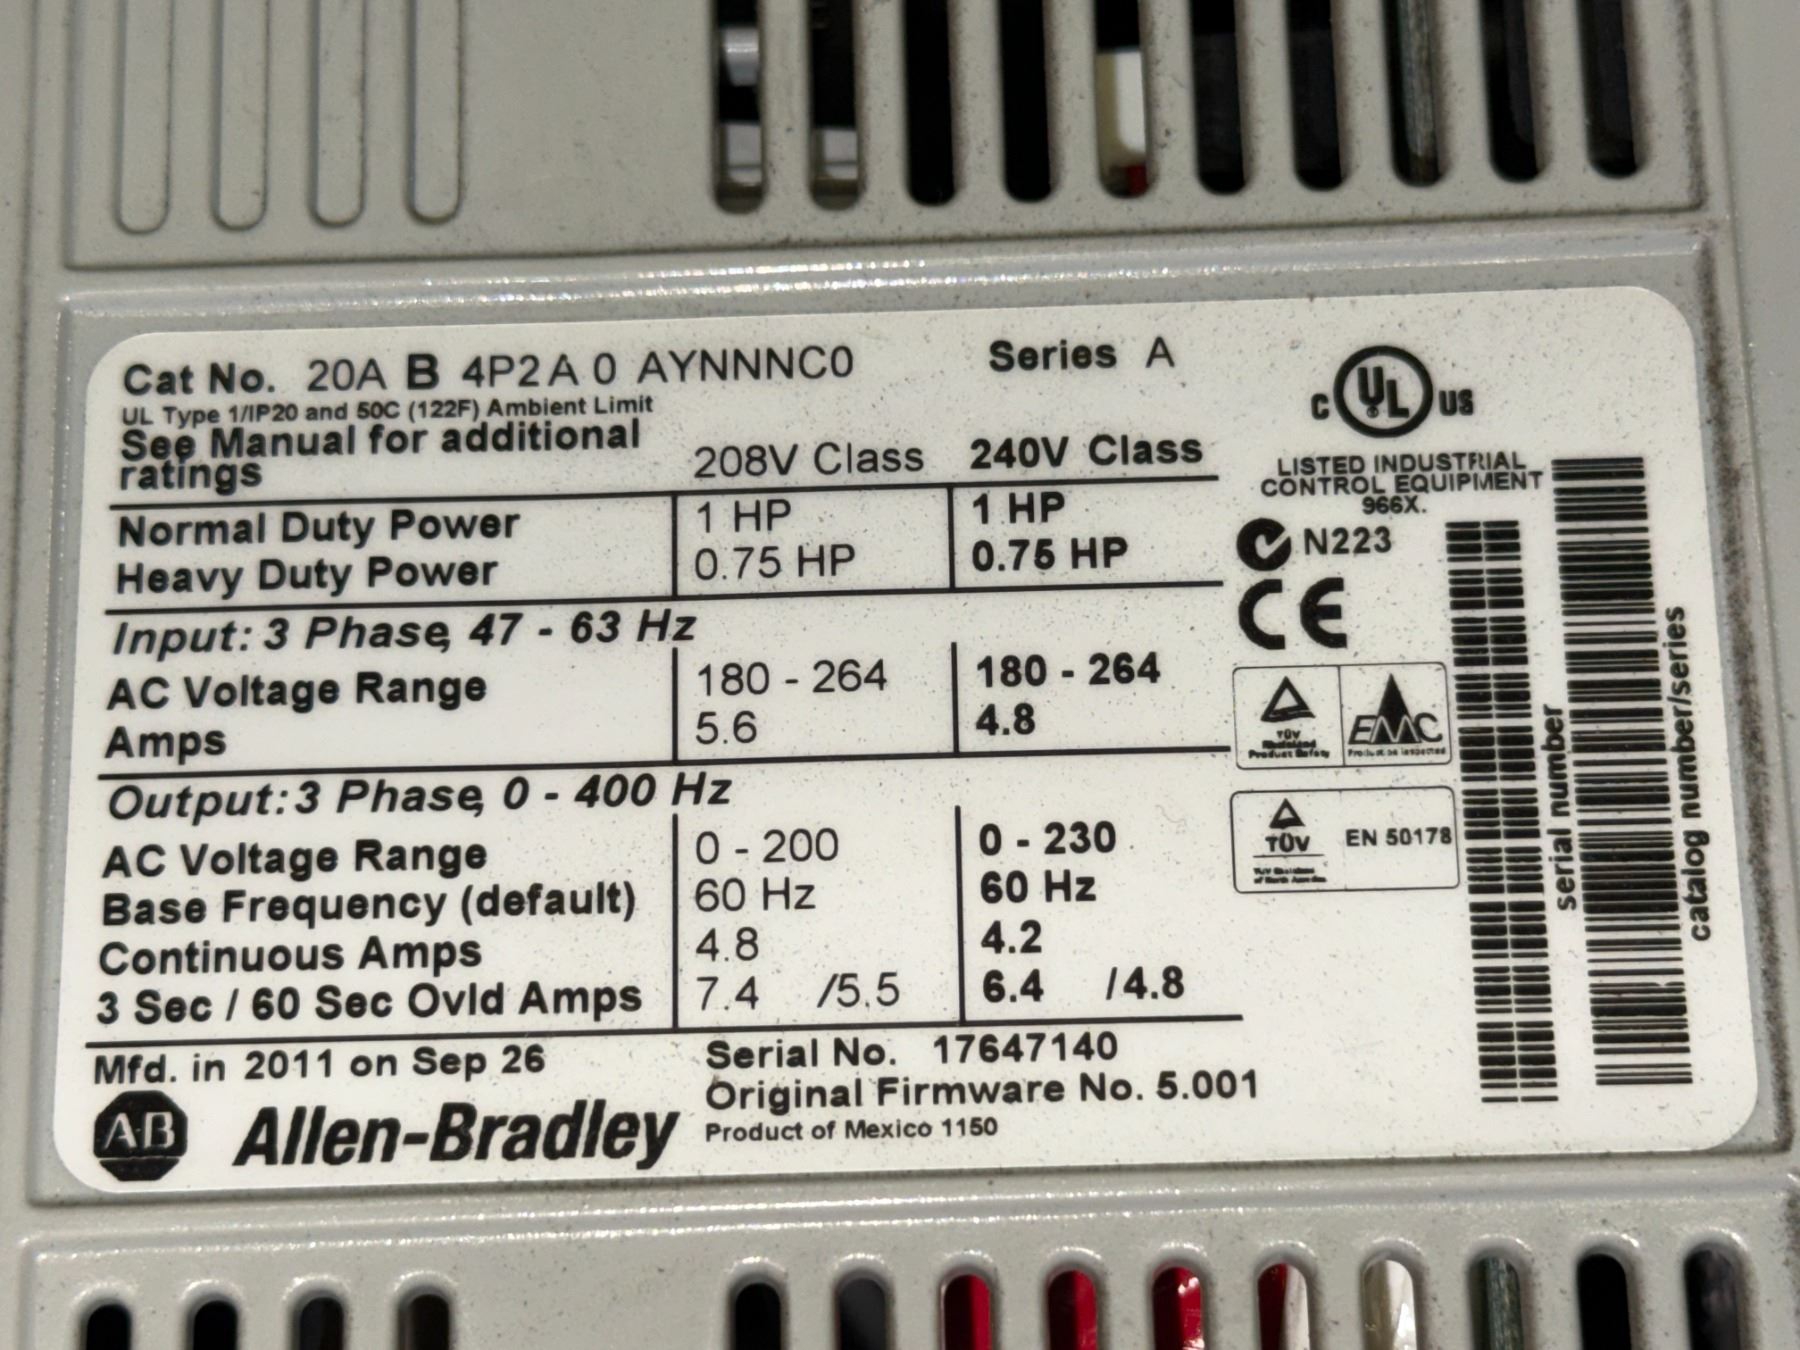 Cat No. 20A B 4P2 A 0 AYNNNC0 Series A
UL Type 1/IP20 and 50C (122F) Ambient Limit
See Manual for additional
ratings
208V Class 240V Class
Normal Duty Power 1 HP 1 HP
Heavy Duty Power 0.75 HP 0.75 HP
Input: 3 Phase, 47 - 63 Hz
AC Voltage Range 180 - 264 180 - 264
Amps 5.6 4.8
Output: 3 Phase, 0 - 400 Hz
AC Voltage Range 0 - 200 0 - 230
Base Frequency (default) 60 Hz 60 Hz
Continuous Amps 4.8 4.2
3 Sec / 60 Sec Ovld Amps 7.4 /5.5 6.4 /4.8
Mfd. in 2011 on Sep 26
Serial No. 17647140
Original Firmware No. 5.001
Product of Mexico 1150
AB Allen-Bradley
C UL US
LISTED INDUSTRIAL
CONTROL EQUIPMENT
966X.
N223
CE
TÜV
Rheinland
Product Safety
EMC
TÜV
EN 50178
serial number
catalog number/series